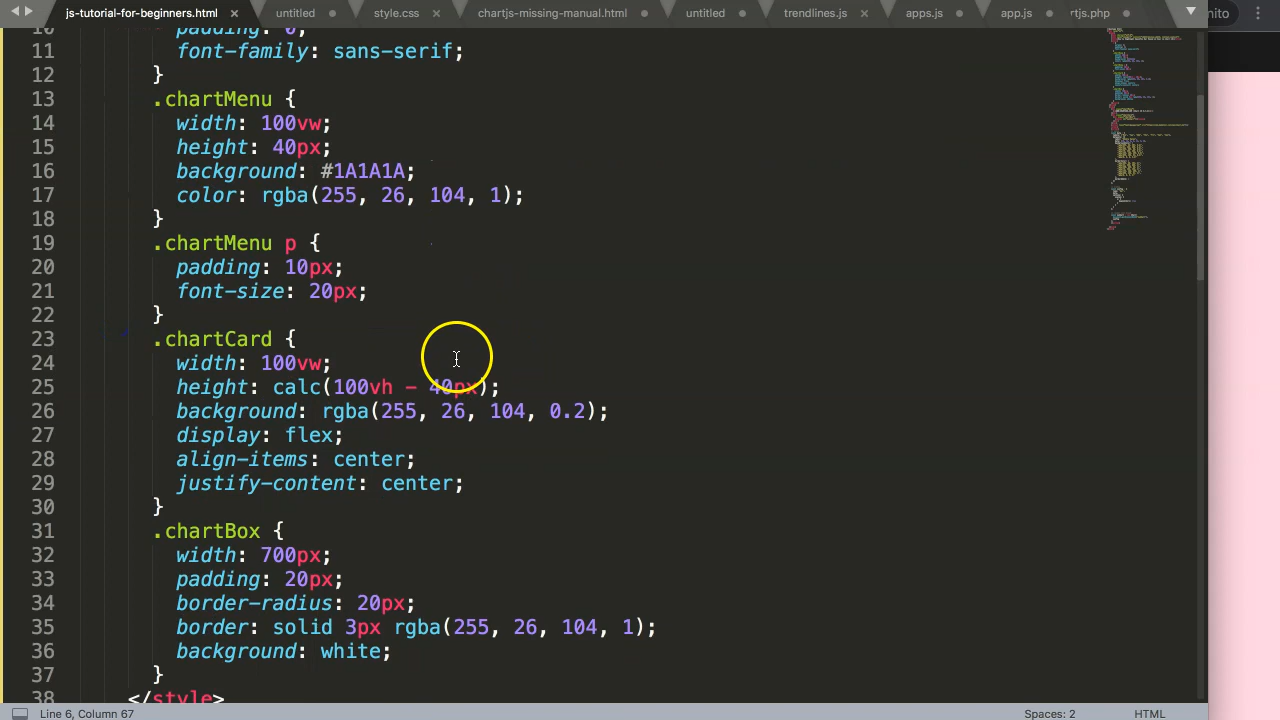 js-tutorial-for-beginners.html × untitled style.css × chartjs-missing-manual.html untitled trendlines.js × apps.js app.js rtjs.php nito
padding: 0;
11 font-family: sans-serif;
12 }
13 .chartMenu {
14 width: 100vw;
15 height: 40px;
16 background: #1A1A1A;
17 color: rgba(255, 26, 104, 1);
18 }
19 .chartMenu p {
20 padding: 10px;
21 font-size: 20px;
22 }
23 .chartCard {
24 width: 100vw;
25 height: calc(100vh - 40px);
26 background: rgba(255, 26, 104, 0.2);
27 display: flex;
28 align-items: center;
29 justify-content: center;
30 }
31 .chartBox {
32 width: 700px;
33 padding: 20px;
34 border-radius: 20px;
35 border: solid 3px rgba(255, 26, 104, 1);
36 background: white;
37 }
38 </style>
Line 6, Column 67 Spaces: 2 HTML